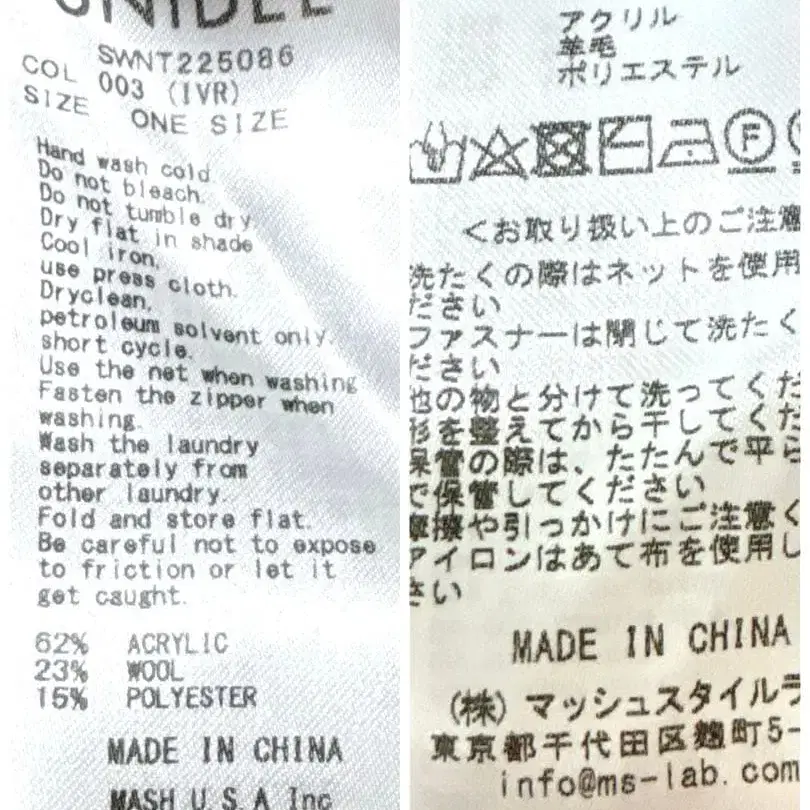 SNIDEL
SWNT225086
COL 003 (IVR)
SIZE ONE SIZE
Hand wash cold.
Do not bleach.
Do not tumble dry
Dry flat in shade
Cool iron,
use press cloth.
Dryclean,
petroleum solvent only.
short cycle.
Use the net when washing
Fasten the zipper when
washing.
Wash the laundry
separately from
other laundry.
Fold and store flat.
Be careful not to expose
to friction or let it
get caught.
62% ACRYLIC
23% WOOL
15% POLYESTER
MADE IN CHINA
MASH U.S.A Inc
アクリル
羊毛
ポリエステル
F
<お取り扱い上のご注意
洗たくの際はネットを使用
ださい
ファスナーは閉じて洗たく
ださい
他の物と分けて洗ってくだ
形を整えてから干してくだ
保管の際は、たたんで平ら
で保管してください
摩擦や引っかけにご注意く
アイロンはあて布を使用し
さい
MADE IN CHINA
(株) マッシュスタイルラ
東京都千代田区麹町5-
info@ms-lab.com